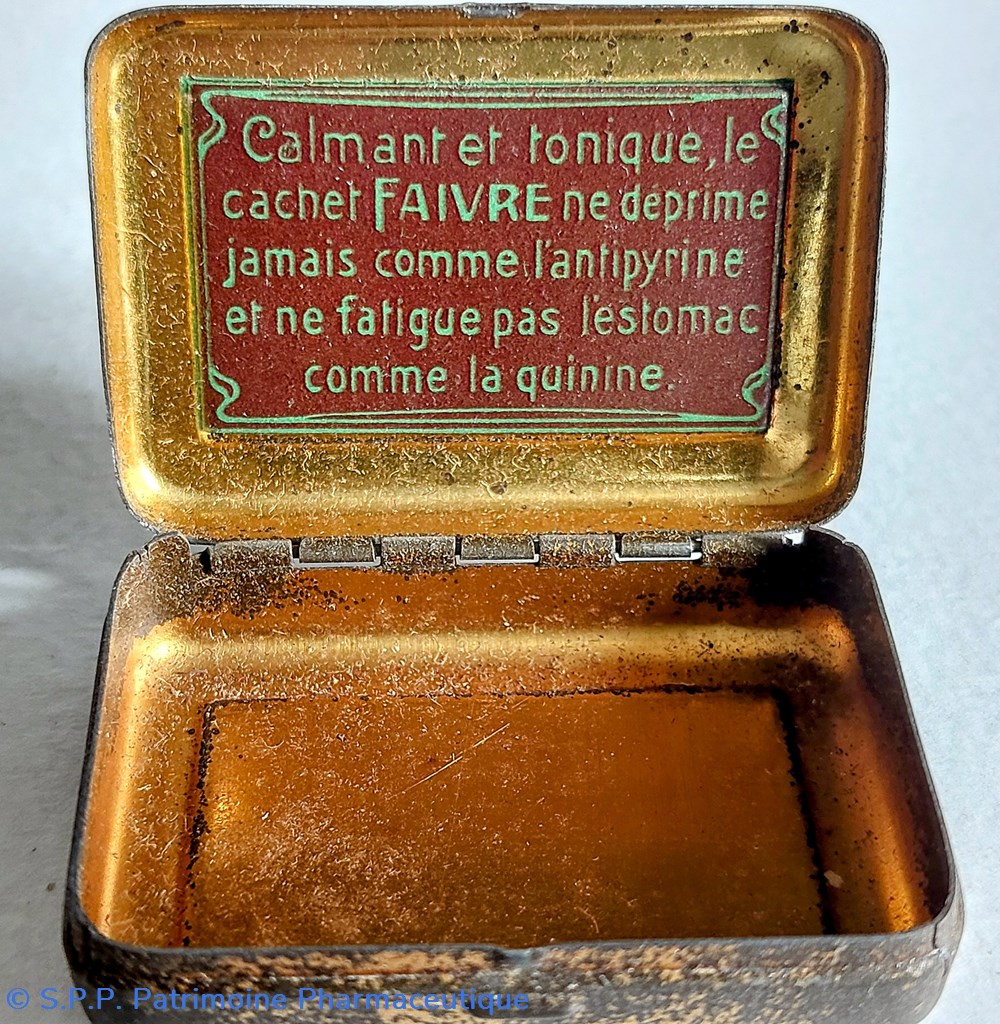 Calmant et tonique, le
cachet FAIVRE ne deprime
jamais comme l'antipyrine
et ne fatigue pas l'estomac
comme la quinine.
© S.P.P. Patrimoine Pharmaceutique